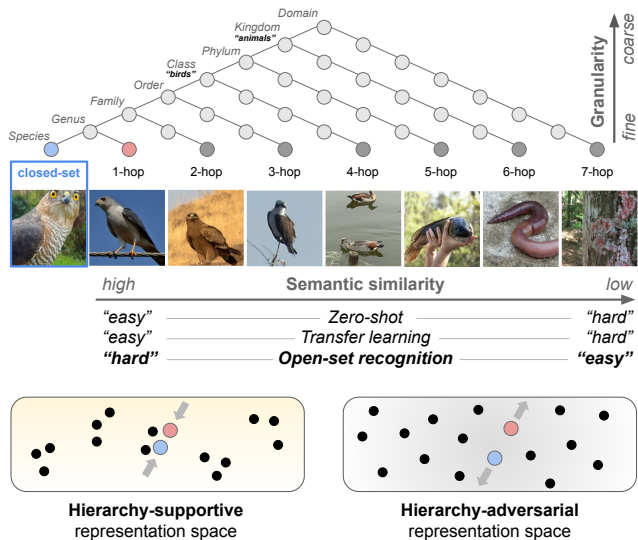 Domain
Kingdom
"animals"
Phylum
Class
"birds"
Order
Family
Genus
Species
Granularity
coarse
fine
closed-set 1-hop 2-hop 3-hop 4-hop 5-hop 6-hop 7-hop
high Semantic similarity low
“easy” Zero-shot “hard”
“easy” Transfer learning “hard”
“hard” Open-set recognition “easy”
Hierarchy-supportive
representation space
Hierarchy-adversarial
representation space